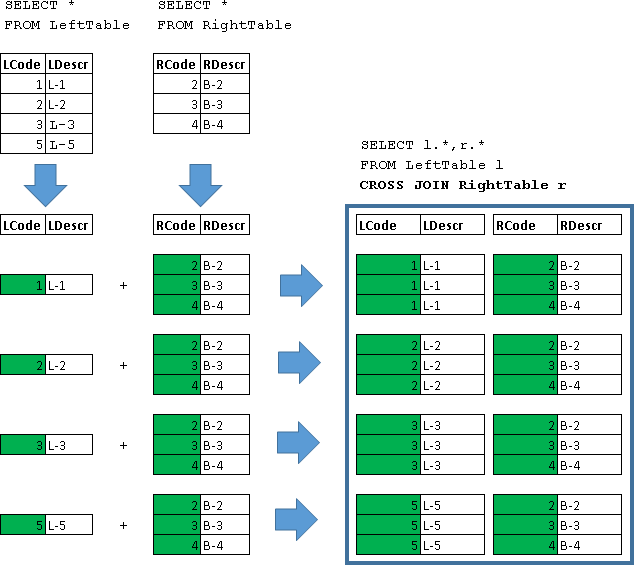 SELECT *
FROM LeftTable
SELECT *
FROM RightTable
LCode LDescr
1 L-1
2 L-2
3 L-3
5 L-5
RCode RDescr
2 B-2
3 B-3
4 B-4
SELECT l.*,r.*
FROM LeftTable l
CROSS JOIN RightTable r
LCode LDescr
RCode RDescr
LCode LDescr RCode RDescr
1 L-1
+
2 B-2
3 B-3
4 B-4
1 L-1 2 B-2
1 L-1 3 B-3
1 L-1 4 B-4
2 L-2
+
2 B-2
3 B-3
4 B-4
2 L-2 2 B-2
2 L-2 3 B-3
2 L-2 4 B-4
3 L-3
+
2 B-2
3 B-3
4 B-4
3 L-3 2 B-2
3 L-3 3 B-3
3 L-3 4 B-4
5 L-5
+
2 B-2
3 B-3
4 B-4
5 L-5 2 B-2
5 L-5 3 B-3
5 L-5 4 B-4